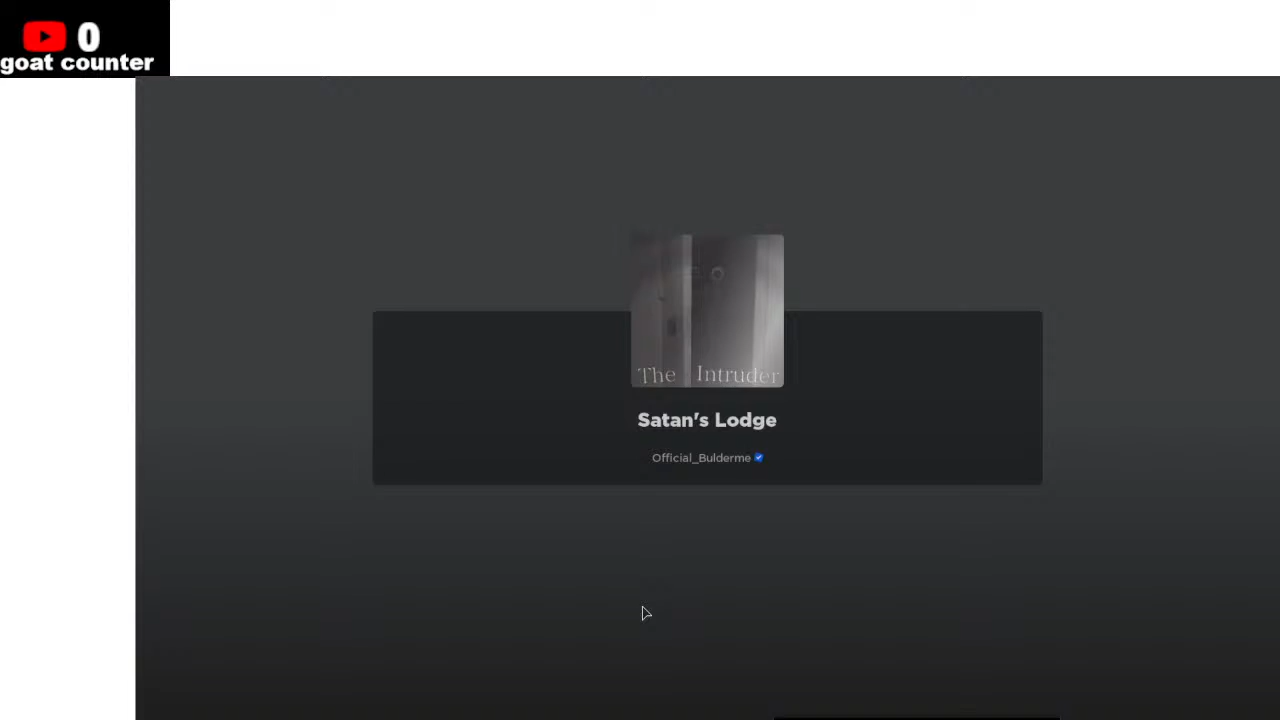 0
goat counter
The Intruder
Satan's Lodge
Official_Bulderme